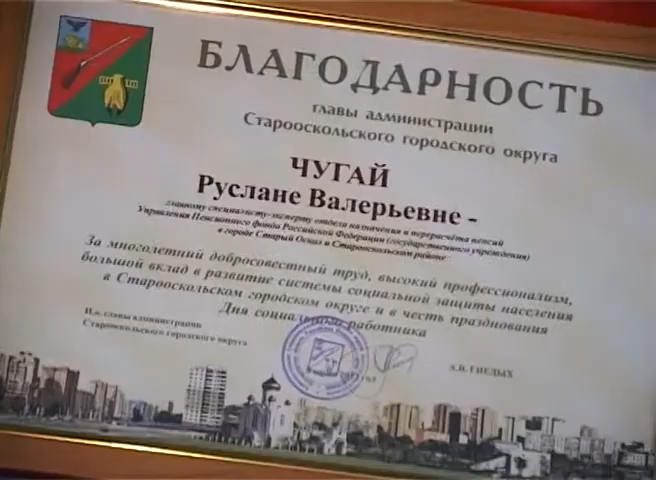 БЛАГОДАРНОСТЬ
главы администрации
Старооскольского городского округа
ЧУГАЙ
Руслане Валерьевне -
главному специалисту-эксперту отдела назначения и перерасчёта пенсий
Управления Пенсионного фонда Российской Федерации (государственного учреждения)
в городе Старый Оскол и Старооскольском районе
За многолетний добросовестный труд, высокий профессионализм,
большой вклад в развитие системы социальной защиты населения
в Старооскольском городском округе и в честь празднования
Дня социального работника
И.о. главы администрации
Старооскольского городского округа
А.В. ГНЕДЫХ